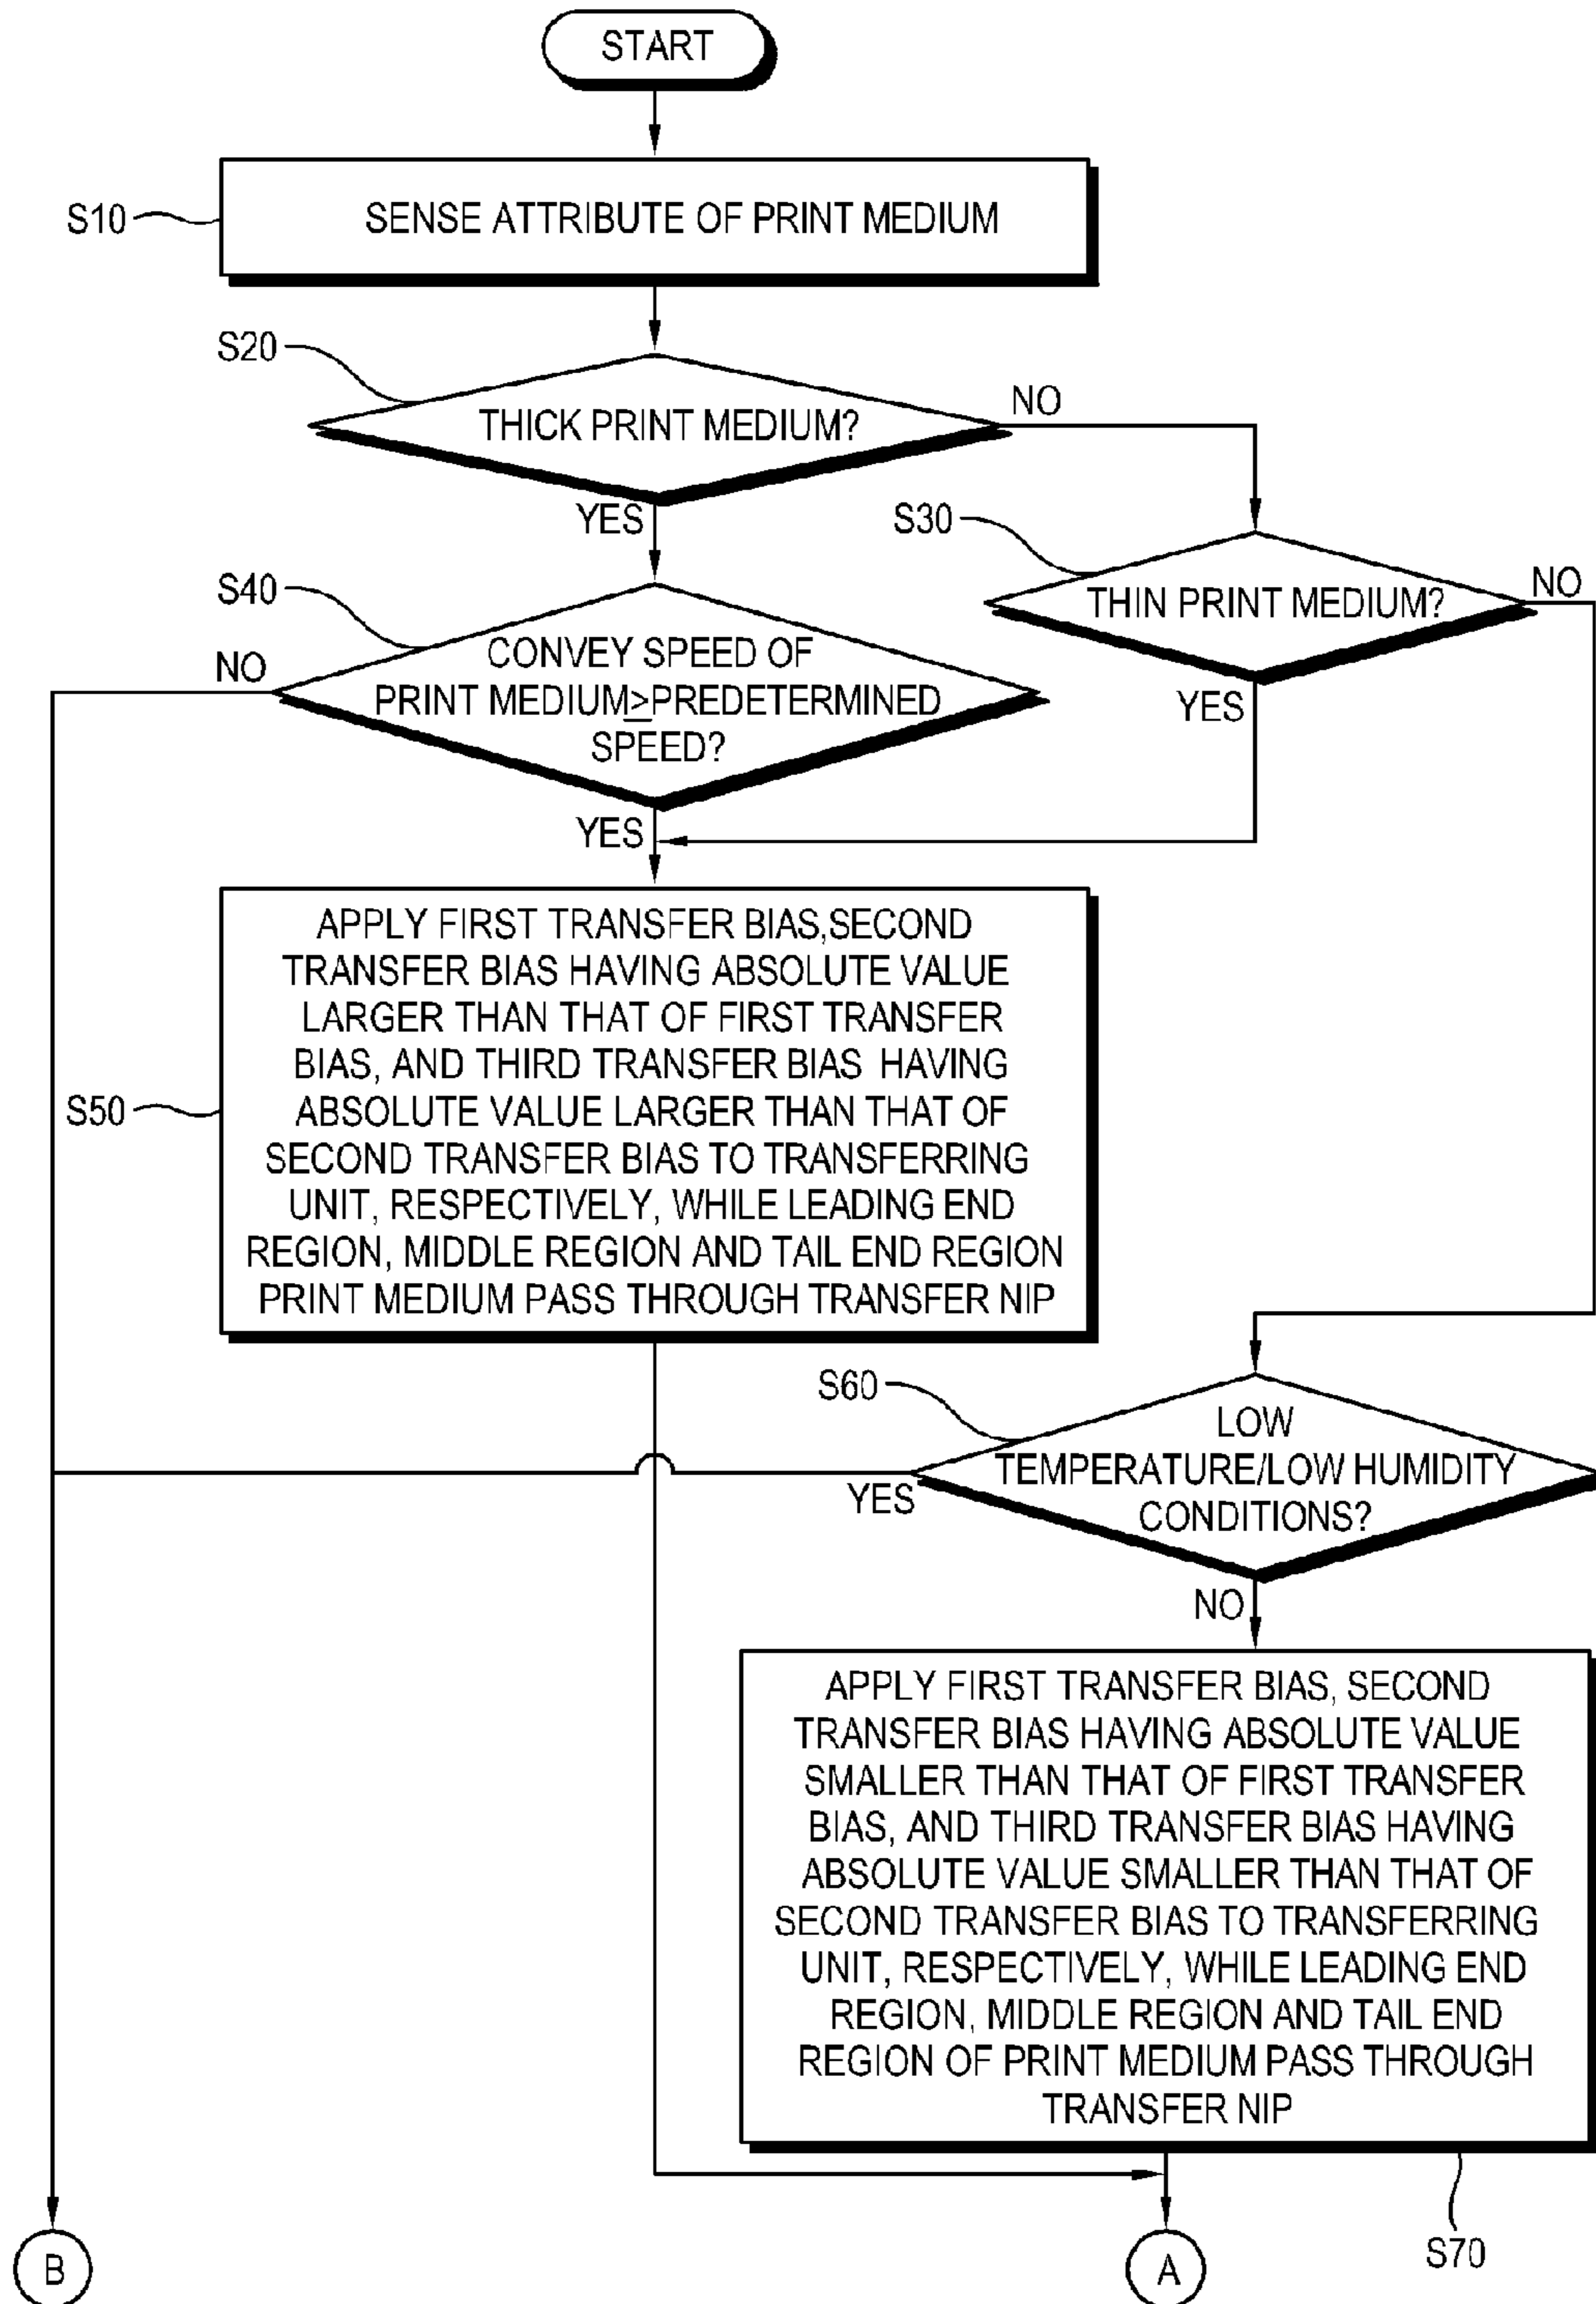 START
S10
SENSE ATTRIBUTE OF PRINT MEDIUM
S20
THICK PRINT MEDIUM?
NO
YES
S30
THIN PRINT MEDIUM?
NO
YES
S40
CONVEY SPEED OF
PRINT MEDIUM≥PREDETERMINED
SPEED?
NO
YES
S50
APPLY FIRST TRANSFER BIAS,SECOND
TRANSFER BIAS HAVING ABSOLUTE VALUE
LARGER THAN THAT OF FIRST TRANSFER
BIAS, AND THIRD TRANSFER BIAS HAVING
ABSOLUTE VALUE LARGER THAN THAT OF
SECOND TRANSFER BIAS TO TRANSFERRING
UNIT, RESPECTIVELY, WHILE LEADING END
REGION, MIDDLE REGION AND TAIL END REGION
PRINT MEDIUM PASS THROUGH TRANSFER NIP
S60
LOW
TEMPERATURE/LOW HUMIDITY
CONDITIONS?
YES
NO
APPLY FIRST TRANSFER BIAS, SECOND
TRANSFER BIAS HAVING ABSOLUTE VALUE
SMALLER THAN THAT OF FIRST TRANSFER
BIAS, AND THIRD TRANSFER BIAS HAVING
ABSOLUTE VALUE SMALLER THAN THAT OF
SECOND TRANSFER BIAS TO TRANSFERRING
UNIT, RESPECTIVELY, WHILE LEADING END
REGION, MIDDLE REGION AND TAIL END
REGION OF PRINT MEDIUM PASS THROUGH
TRANSFER NIP
S70
B
A